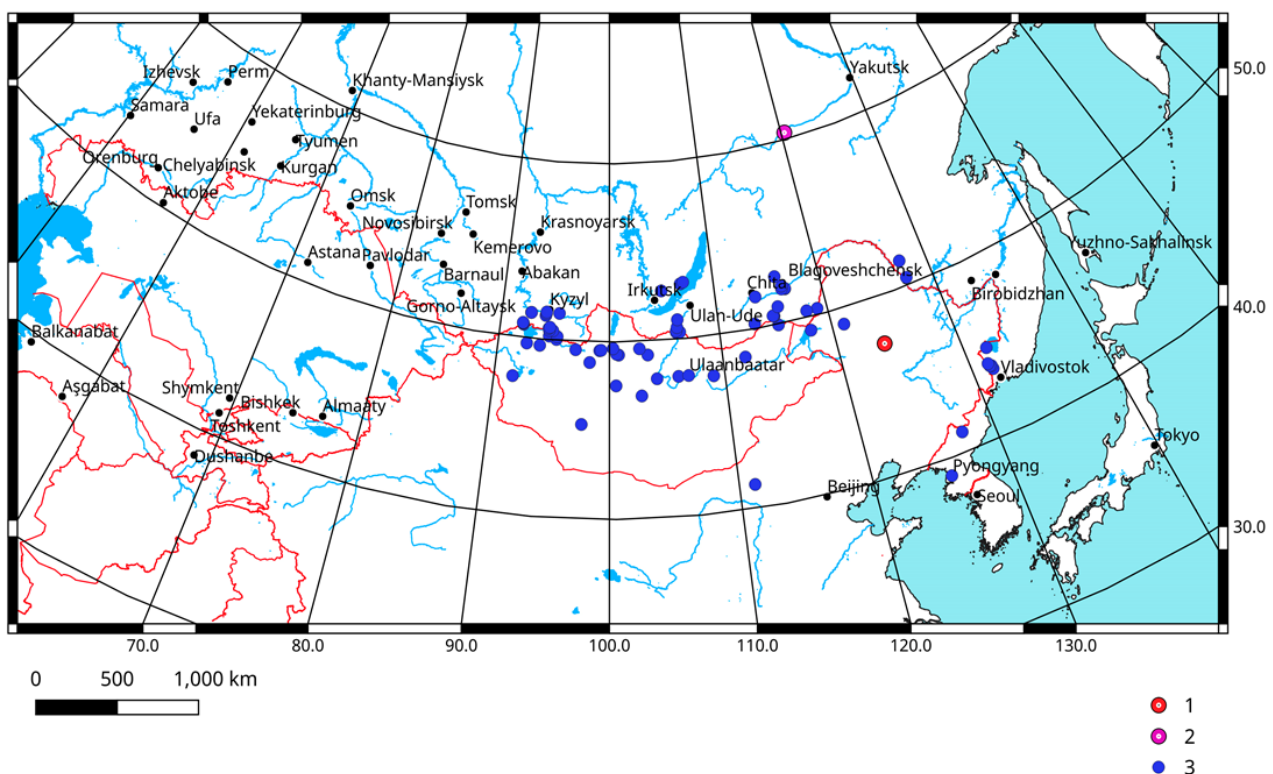 Izhevsk
Perm
Khanty-Mansiysk
Yakutsk
50.0
Samara
Ufa
Yekaterinburg
Tyumen
Orenburg
Chelyabinsk
Kurgan
Aktobe
Omsk
Tomsk
Novosibirsk
Krasnoyarsk
Kemerovo
Yuzhno-Sakhalinsk
Astana
Pavlodar
Barnaul
Abakan
Blagoveshchensk
Chita
Irkutsk
Birobidzhan
Gorno-Altaysk
Kyzyl
40.0
Ulan-Ude
Balkanabat
Ulaanbaatar
Vladivostok
Aşgabat
Shymkent
Bishkek
Almaaty
Toshkent
Tokyo
Dushanbe
Pyongyang
Beijing
Seoul
30.0
70.0
80.0
90.0
100.0
110.0
120.0
130.0
0
500
1,000 km
1
2
3